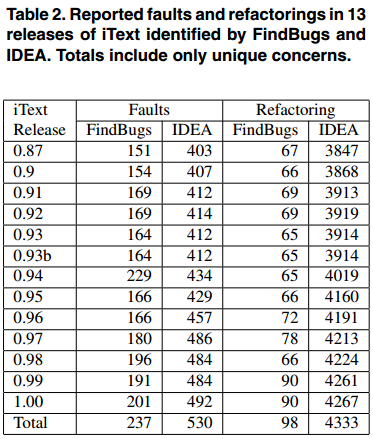 Table 2. Reported faults and refactorings in 13
releases of iText identified by FindBugs and
IDEA. Totals include only unique concerns.
iText Faults Refactoring
Release FindBugs IDEA FindBugs IDEA
0.87 151 403 67 3847
0.9 154 407 66 3868
0.91 169 412 69 3913
0.92 169 414 69 3919
0.93 164 412 65 3914
0.93b 164 412 65 3914
0.94 229 434 65 4019
0.95 166 429 66 4160
0.96 166 457 72 4191
0.97 180 486 78 4213
0.98 196 484 66 4224
0.99 191 484 90 4261
1.00 201 492 90 4267
Total 237 530 98 4333